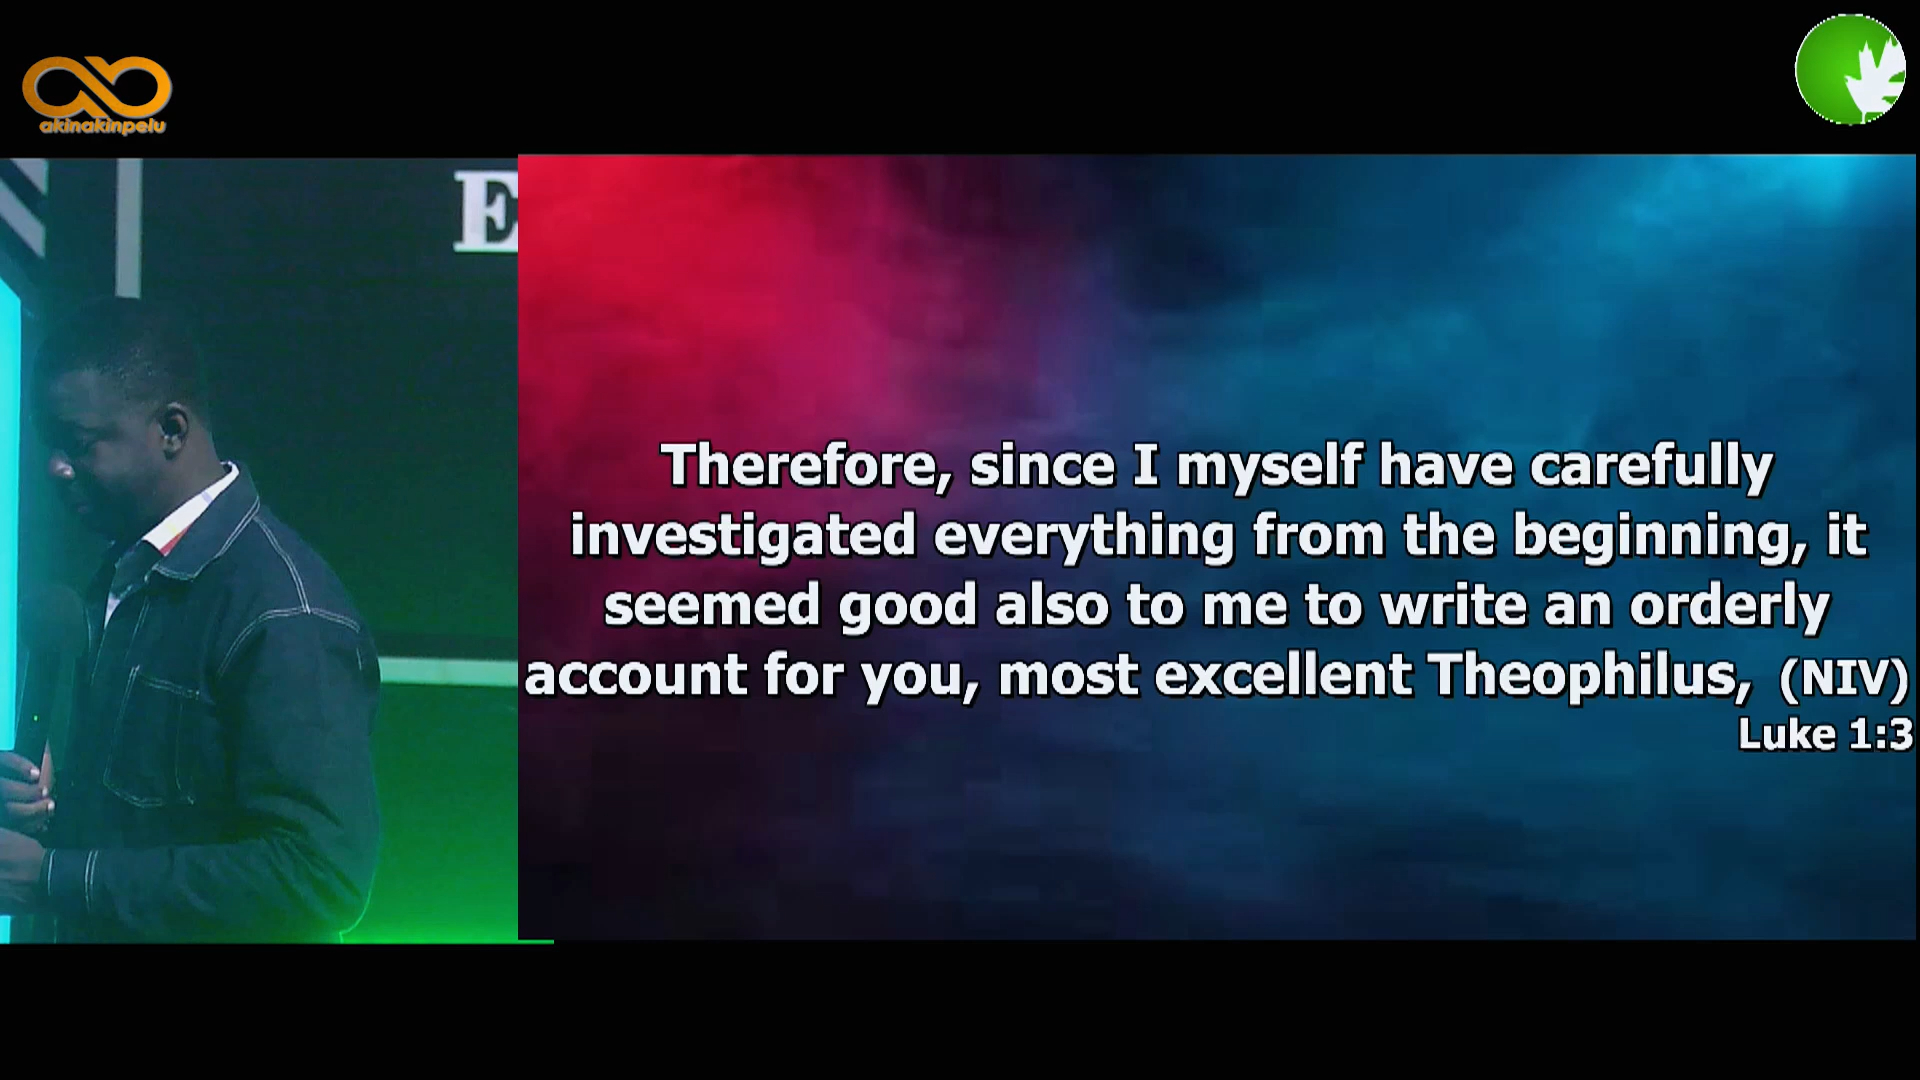 akinakinpelu
E
Therefore, since I myself have carefully
investigated everything from the beginning, it
seemed good also to me to write an orderly
account for you, most excellent Theophilus, (NIV)
Luke 1:3